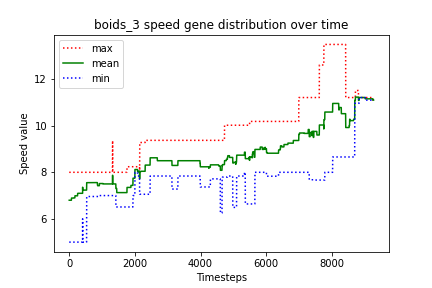 boids_3 speed gene distribution over time
max
mean
min
12
10
8
6
Speed value
0
2000
4000
6000
8000
Timesteps